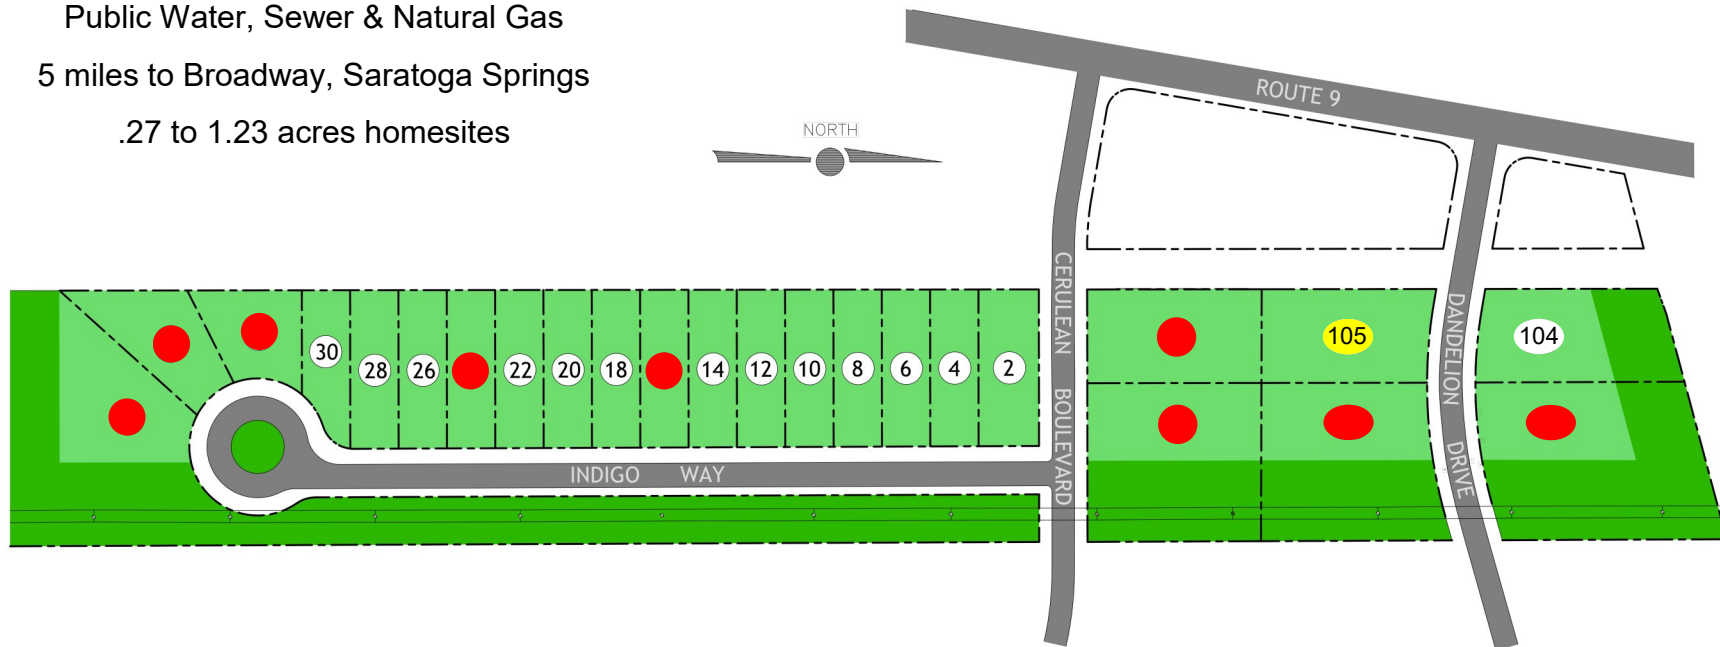 Public Water, Sewer & Natural Gas
5 miles to Broadway, Saratoga Springs
.27 to 1.23 acres homesites
NORTH
ROUTE 9
CERULEAN BOULEVARD
DANDELION DRIVE
105
104
30
28
26
22
20
18
14
12
10
8
6
4
2
INDIGO WAY